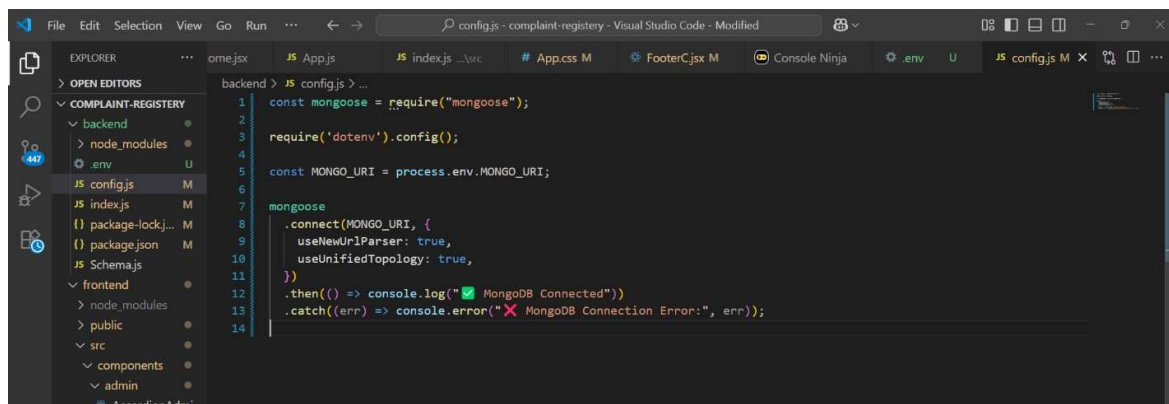 File Edit Selection View Go Run ··· ← → config.js - complaint-registery - Visual Studio Code - Modified
EXPLORER ···
ome.jsx JS App.js JS index.js ...\src # App.css M FooterC.jsx M Console Ninja .env U JS config.js M
> OPEN EDITORS
COMPLAINT-REGISTERY
backend
> node_modules
.env U
JS config.js M
JS index.js M
{} package-lock.j... M
{} package.json M
JS Schema.js
frontend
> node_modules
> public
src
components
admin
447
backend > JS config.js > ...
1 const mongoose = require("mongoose");
2
3 require('dotenv').config();
4
5 const MONGO_URI = process.env.MONGO_URI;
6
7 mongoose
8 .connect(MONGO_URI, {
9 useNewUrlParser: true,
10 useUnifiedTopology: true,
11 })
12 .then(() => console.log("✅ MongoDB Connected"))
13 .catch((err) => console.error("❌ MongoDB Connection Error:", err));
14